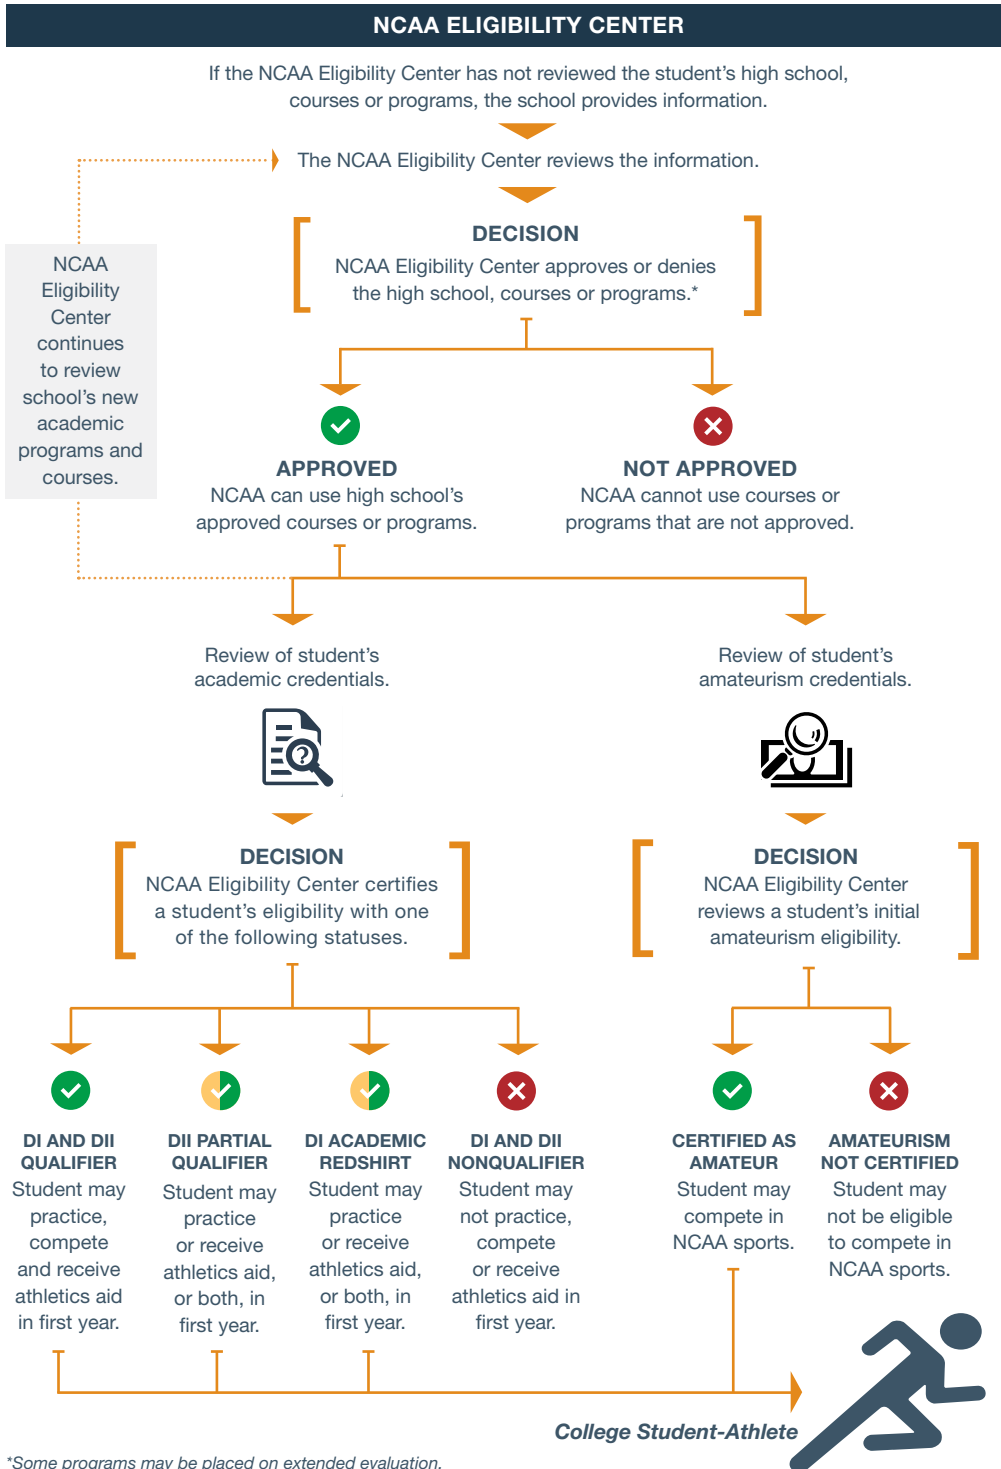 NCAA ELIGIBILITY CENTER
If the NCAA Eligibility Center has not reviewed the student's high school,
courses or programs, the school provides information.
The NCAA Eligibility Center reviews the information.
DECISION
NCAA Eligibility Center approves or denies
the high school, courses or programs.*
NCAA
Eligibility
Center
continues
to review
school's new
academic
programs and
courses.
APPROVED
NCAA can use high school's
approved courses or programs.
NOT APPROVED
NCAA cannot use courses or
programs that are not approved.
Review of student's
academic credentials.
?
Review of student's
amateurism credentials.
DECISION
NCAA Eligibility Center certifies
a student's eligibility with one
of the following statuses.
DECISION
NCAA Eligibility Center
reviews a student's initial
amateurism eligibility.
DI AND DII
QUALIFIER
Student may
practice,
compete
and receive
athletics aid
in first year.
DII PARTIAL
QUALIFIER
Student may
practice
or receive
athletics aid,
or both, in
first year.
DI ACADEMIC
REDSHIRT
Student may
practice
or receive
athletics aid,
or both, in
first year.
DI AND DII
NONQUALIFIER
Student may
not practice,
compete
or receive
athletics aid in
first year.
CERTIFIED AS
AMATEUR
Student may
compete in
NCAA sports.
AMATEURISM
NOT CERTIFIED
Student may
not be eligible
to compete in
NCAA sports.
College Student-Athlete
*Some programs may be placed on extended evaluation.